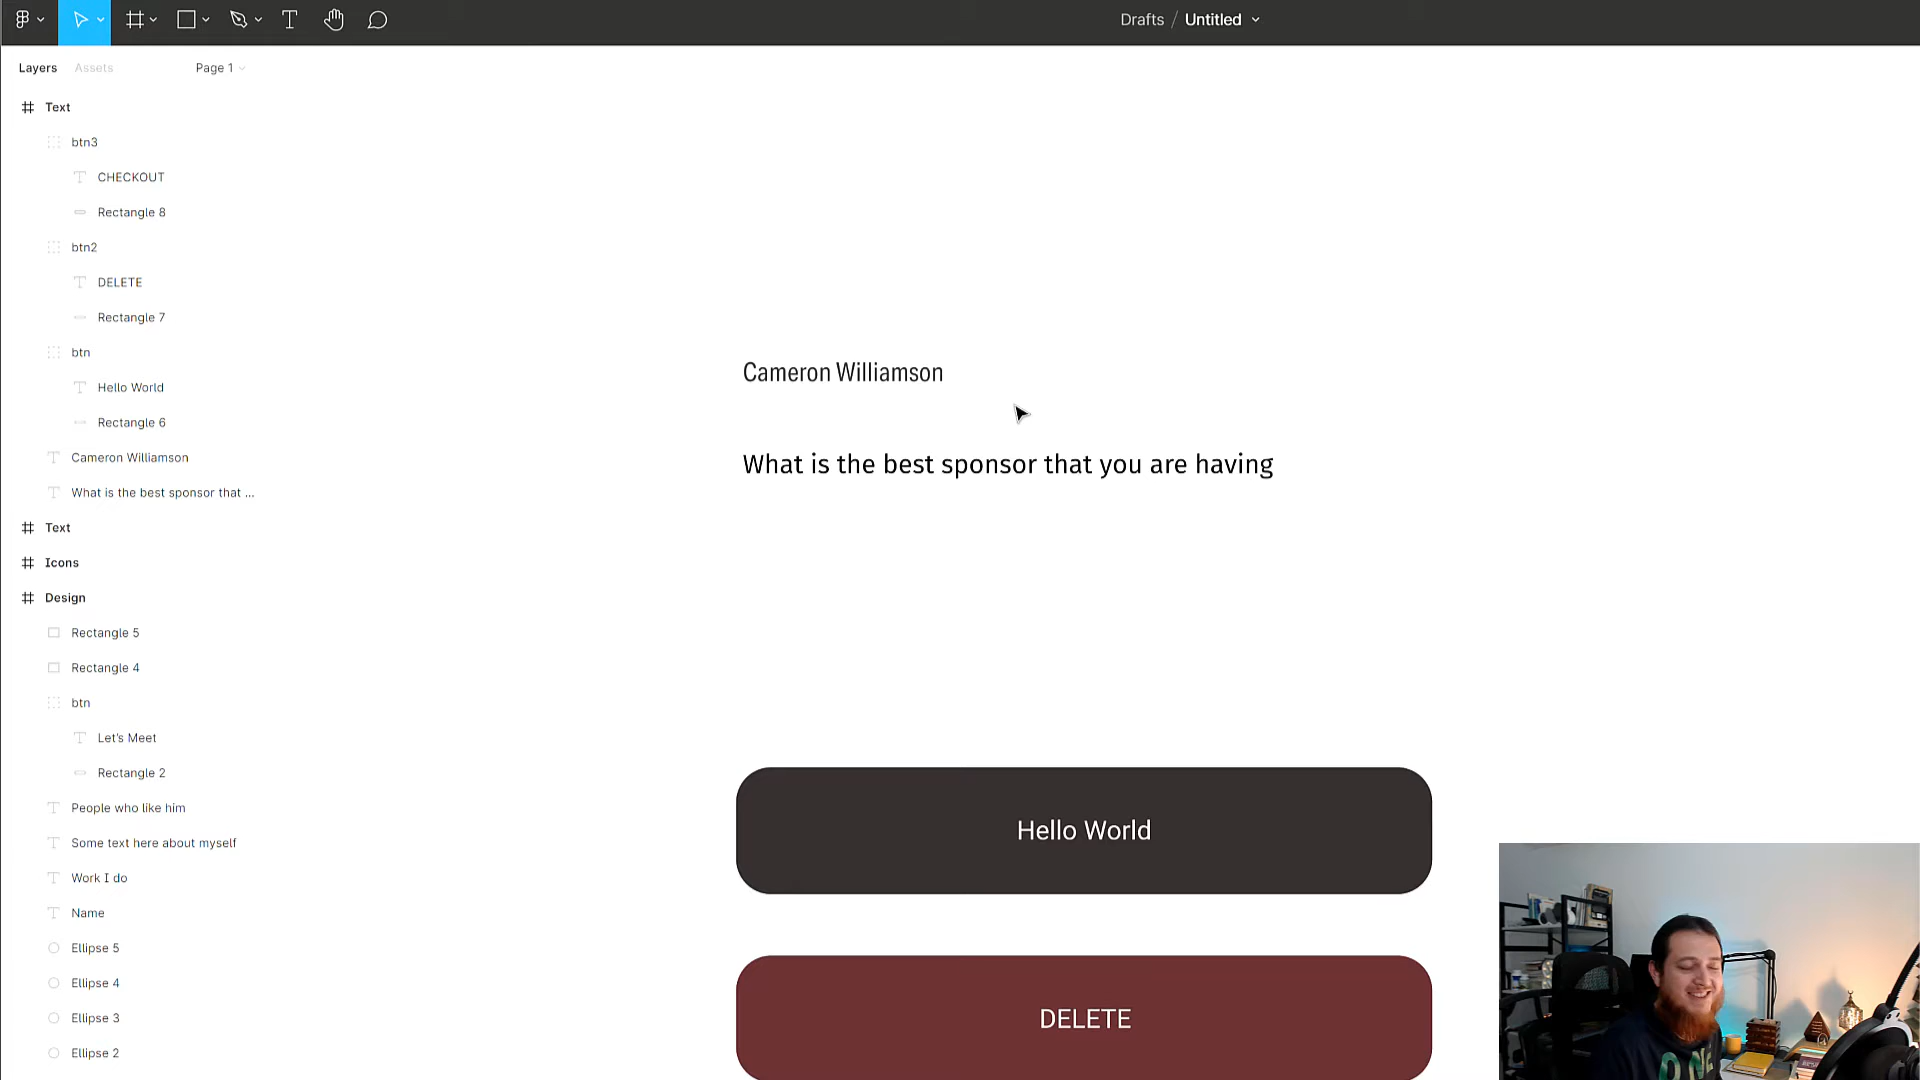 Drafts / Untitled
Layers Assets Page 1
Text
btn3
CHECKOUT
Rectangle 8
btn2
DELETE
Rectangle 7
btn
Hello World
Rectangle 6
Cameron Williamson
What is the best sponsor that ...
Text
Icons
Design
Rectangle 5
Rectangle 4
btn
Let's Meet
Rectangle 2
People who like him
Some text here about myself
Work I do
Name
Ellipse 5
Ellipse 4
Ellipse 3
Ellipse 2
Cameron Williamson
What is the best sponsor that you are having
Hello World
DELETE